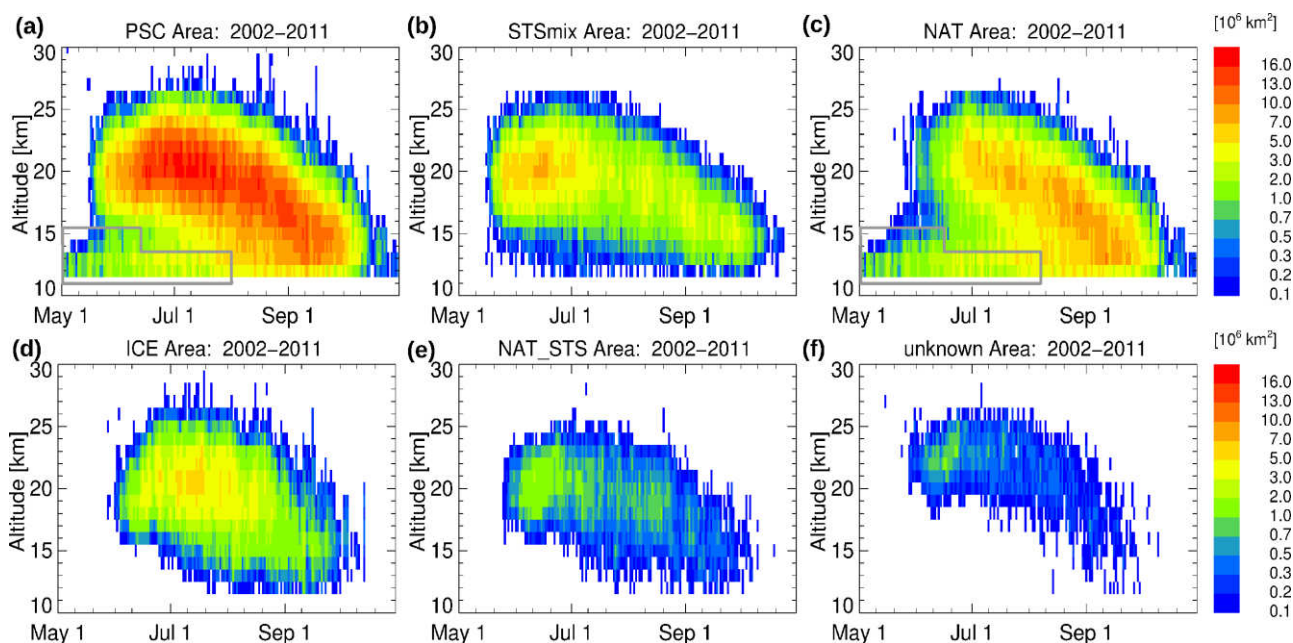 (a) PSC Area: 2002−2011
(b) STSmix Area: 2002−2011
(c) NAT Area: 2002−2011
[10⁶ km²]
Altitude [km]
30
25
20
15
10
May 1 Jul 1 Sep 1
Altitude [km]
30
25
20
15
10
May 1 Jul 1 Sep 1
Altitude [km]
30
25
20
15
10
May 1 Jul 1 Sep 1
16.0
13.0
10.0
7.0
5.0
3.0
2.0
1.0
0.7
0.5
0.3
0.2
0.1
(d) ICE Area: 2002−2011
(e) NAT_STS Area: 2002−2011
(f) unknown Area: 2002−2011
[10⁶ km²]
Altitude [km]
30
25
20
15
10
May 1 Jul 1 Sep 1
Altitude [km]
30
25
20
15
10
May 1 Jul 1 Sep 1
Altitude [km]
30
25
20
15
10
May 1 Jul 1 Sep 1
16.0
13.0
10.0
7.0
5.0
3.0
2.0
1.0
0.7
0.5
0.3
0.2
0.1